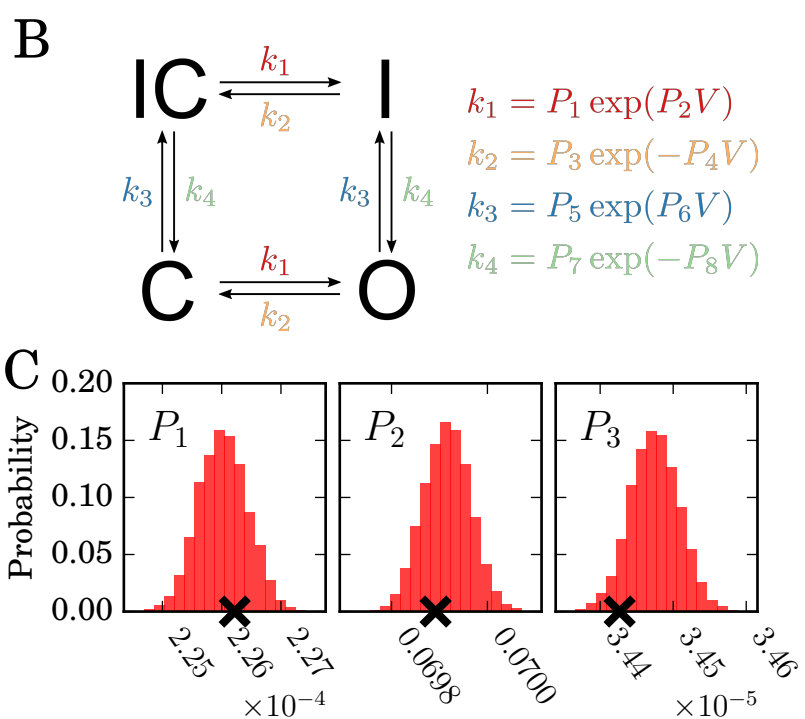 B
IC k₁ I
k₂
k₁ = P₁ exp(P₂V)
k₂ = P₃ exp(−P₄V)
k₃ = P₅ exp(P₆V)
k₄ = P₇ exp(−P₈V)
k₃ k₄ k₃ k₄
C k₁ O
k₂
C
Probability
0.20
0.15
0.10
0.05
0.00
P₁ P₂ P₃
2.25 2.26 2.27 0.0698 0.0700 3.44 3.45 3.46
×10⁻⁴ ×10⁻⁵